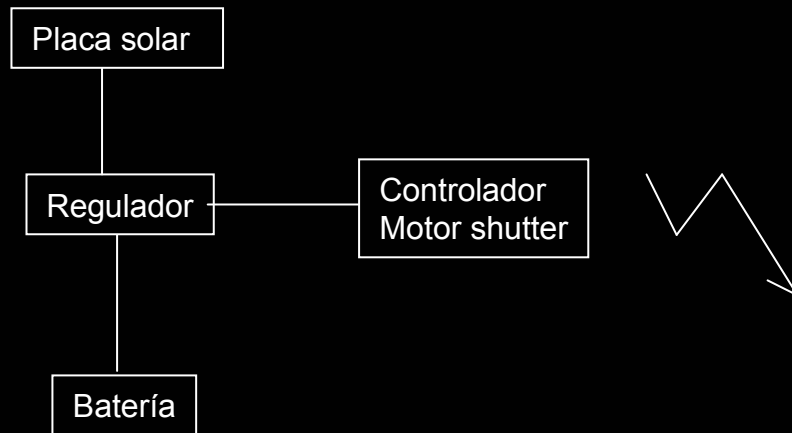 Placa solar
Regulador
Controlador
Motor shutter
Batería